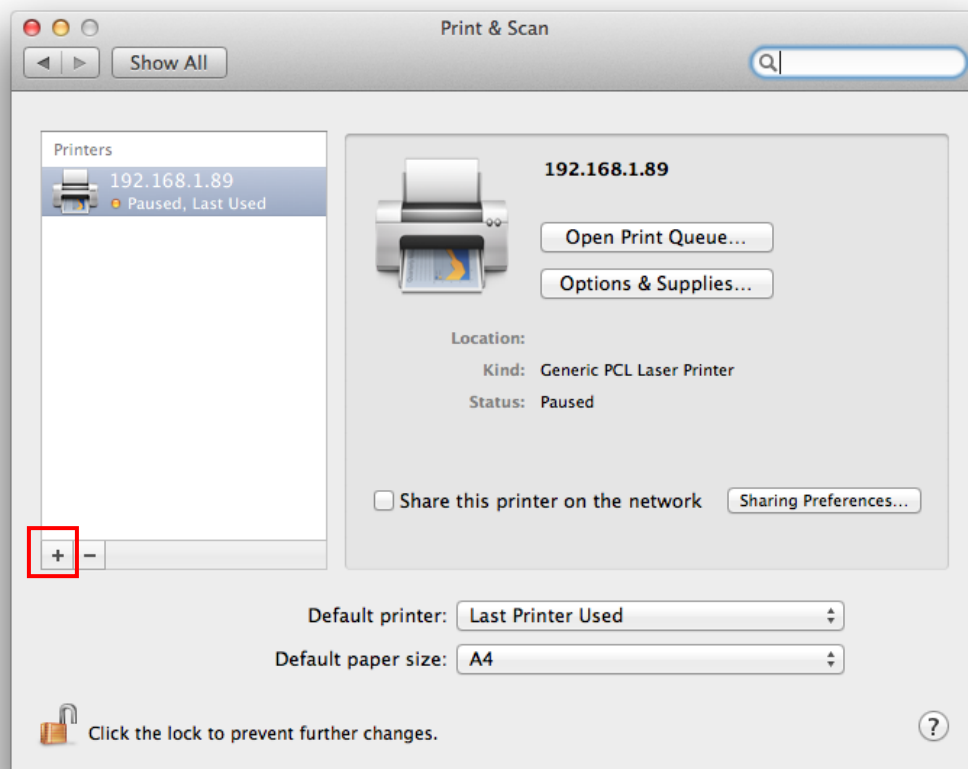 Print & Scan
Show All
Printers
192.168.1.89
Paused, Last Used
192.168.1.89
Open Print Queue...
Options & Supplies...
Location:
Kind: Generic PCL Laser Printer
Status: Paused
Share this printer on the network Sharing Preferences...
+ −
Default printer: Last Printer Used
Default paper size: A4
Click the lock to prevent further changes. ?